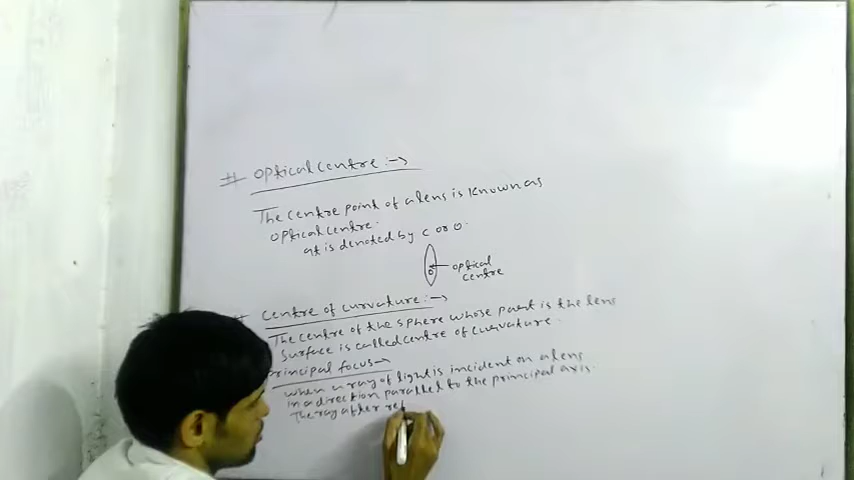 # Optical centre :->
The centre point of a lens is known as
optical centre.
It is denoted by C or O.
O
optical
centre
# Centre of curvature :->
The centre of the sphere whose part is the lens
surface is called centre of curvature.
Principal focus ->
When a ray of light is incident on a lens
in a direction parallel to the principal axis.
The ray after ref